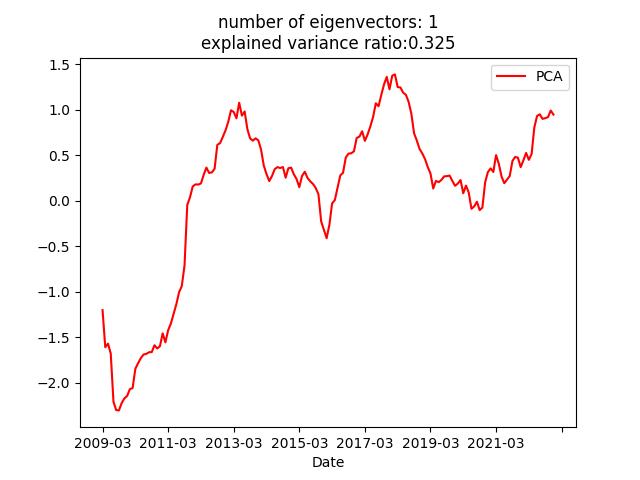 number of eigenvectors: 1
explained variance ratio:0.325
PCA
1.5
1.0
0.5
0.0
−0.5
−1.0
−1.5
−2.0
2009-03 2011-03 2013-03 2015-03 2017-03 2019-03 2021-03
Date